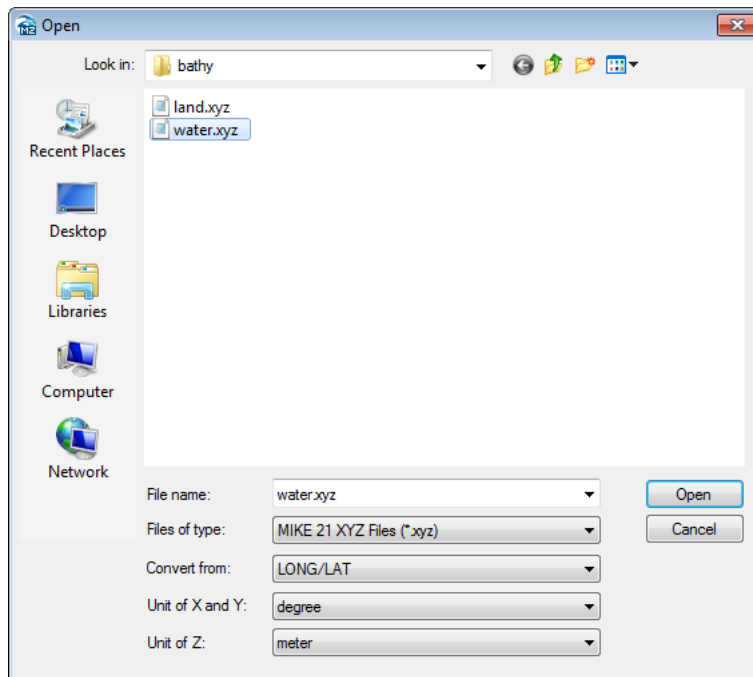 M2 Open
Look in: bathy
land.xyz
water.xyz
Recent Places
Desktop
Libraries
Computer
Network
File name: water.xyz Open
Files of type: MIKE 21 XYZ Files (*.xyz) Cancel
Convert from: LONG/LAT
Unit of X and Y: degree
Unit of Z: meter